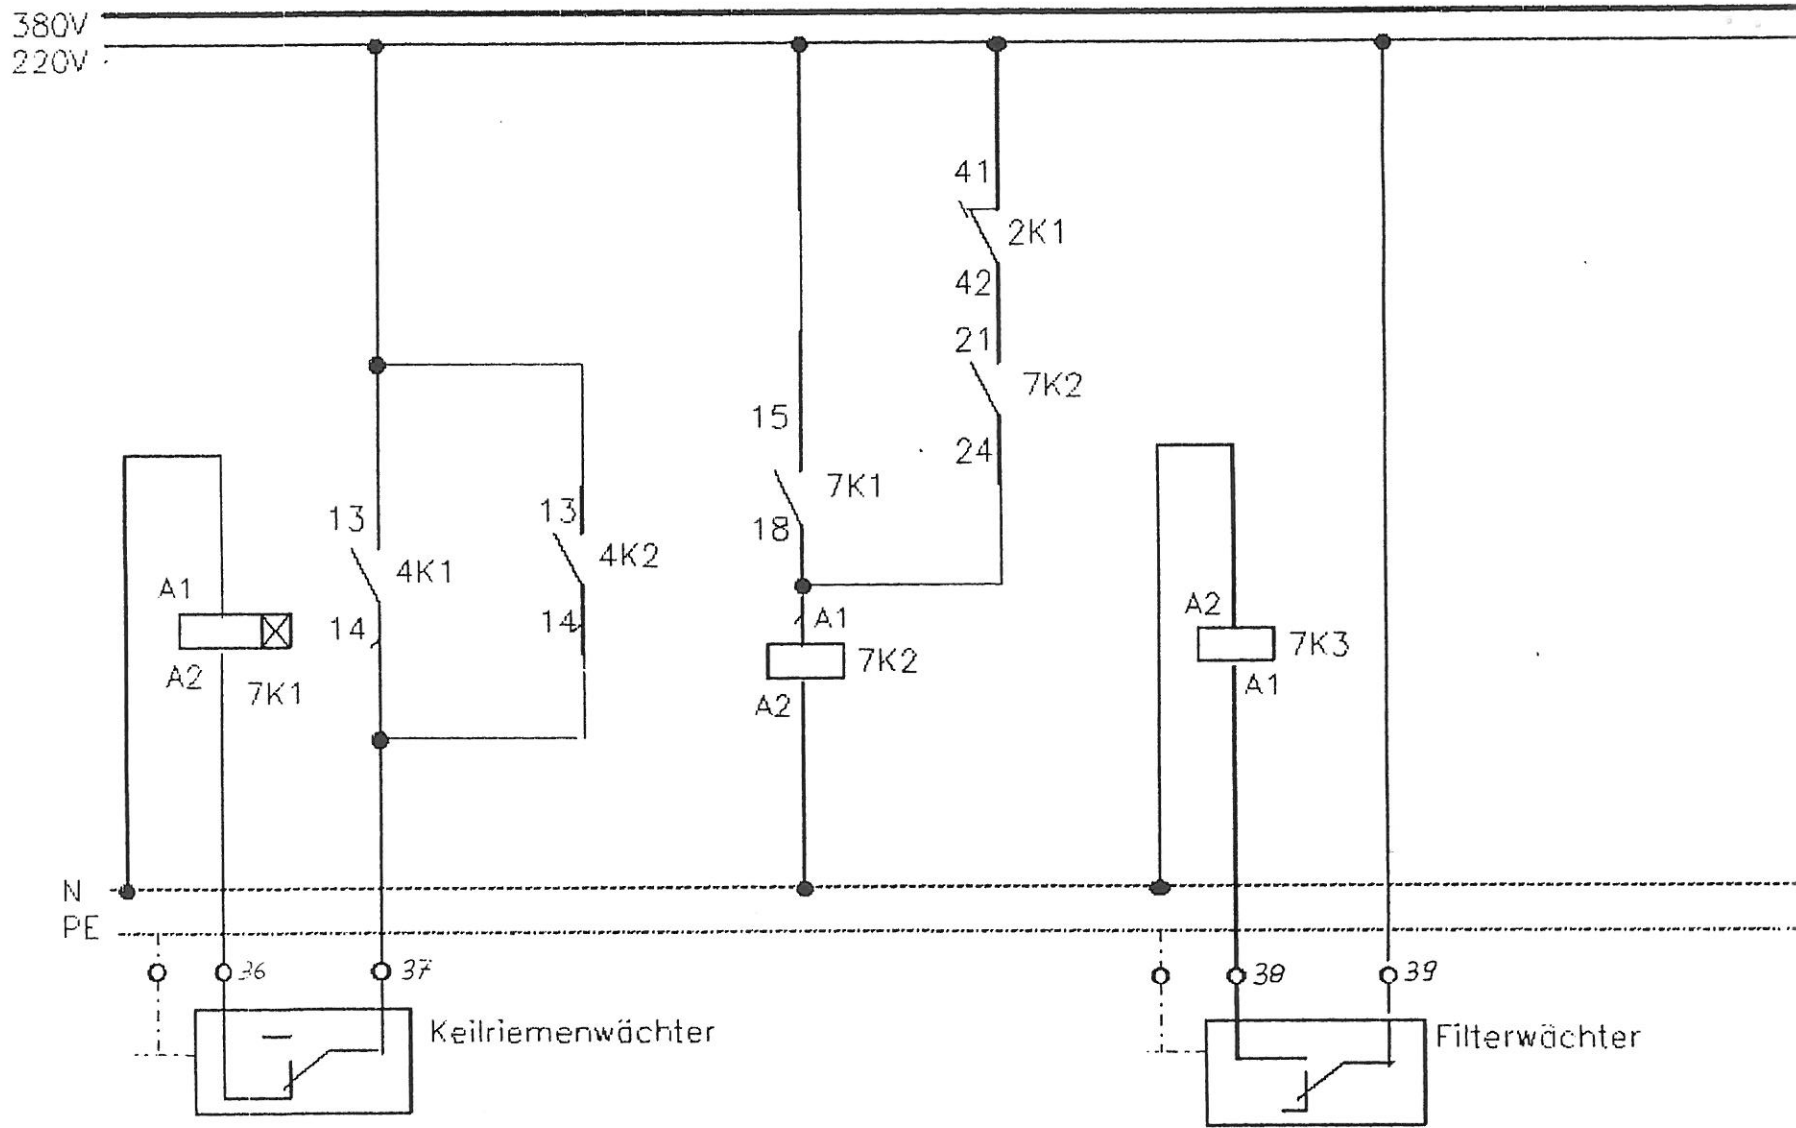 380V
220V
41
2K1
42
21
7K2
24
15
7K1
18
13
4K1
14
13
4K2
14
A1
A2
7K1
A1
7K2
A2
A2
7K3
A1
N
PE
36
37
38
39
Keilriemenwächter
Filterwächter